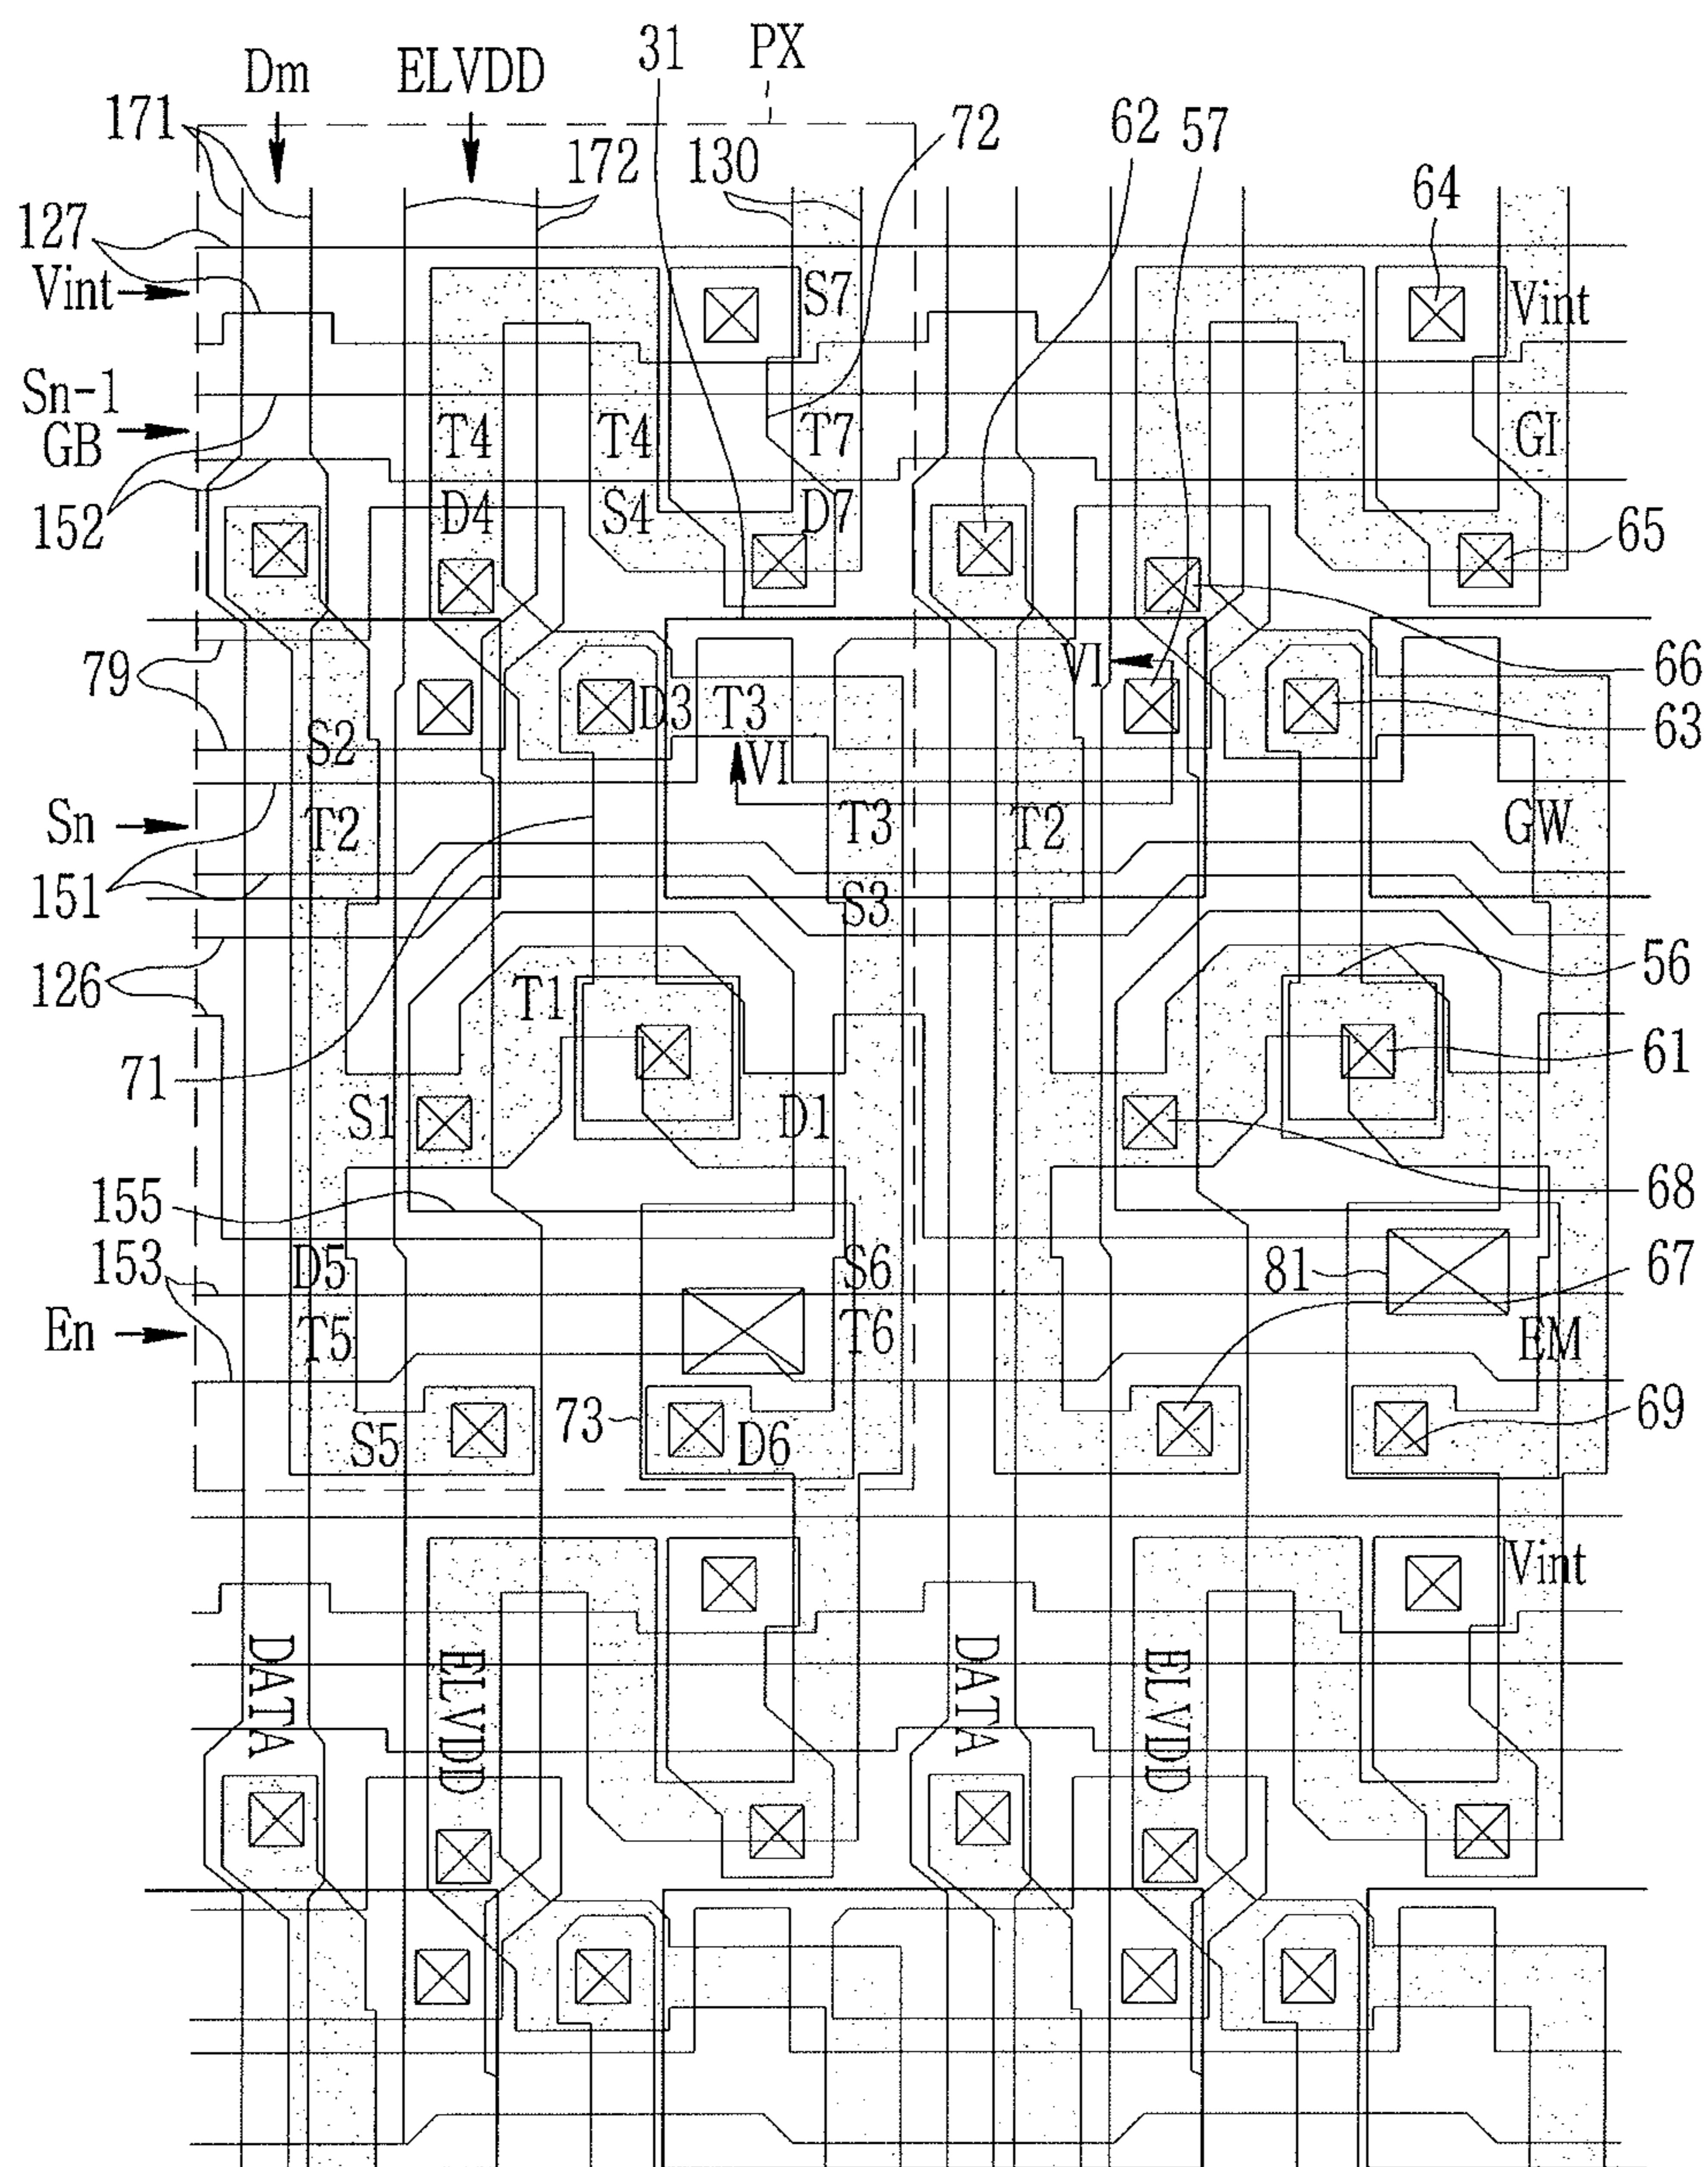 31 PX
Dm ELVDD
171 72 62 57
172 130
64
127
Vint S7 Vint
Sn-1
GB T4 T4 T7 GI
152 D4 S4 D7 65
79 VI 66
D3 T3 63
S2 VI
Sn T2 T3 T2 GW
151 S3
126 T1 56
71 61
S1 D1
155 68
153 D5 S6 81 67
En T5 T6 EM
73 69
S5 D6
Vint
DATA ELVDD DATA ELVDD